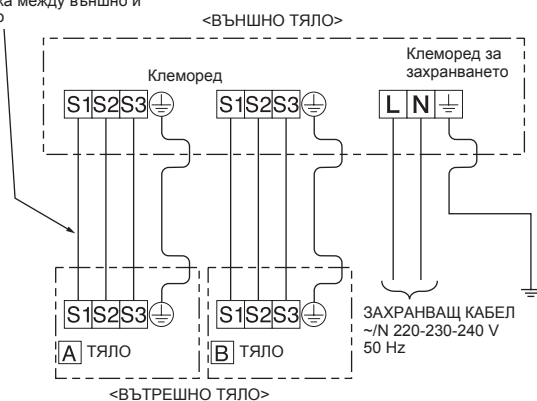 между външно и
<ВЪНШНО ТЯЛО>
Клеморед
Клеморед за
захранването
S1 S2 S3
S1 S2 S3
L N
S1 S2 S3
S1 S2 S3
A ТЯЛО
B ТЯЛО
ЗАХРАНВАЩ КАБЕЛ
~/N 220-230-240 V
50 Hz
<ВЪТРЕШНО ТЯЛО>